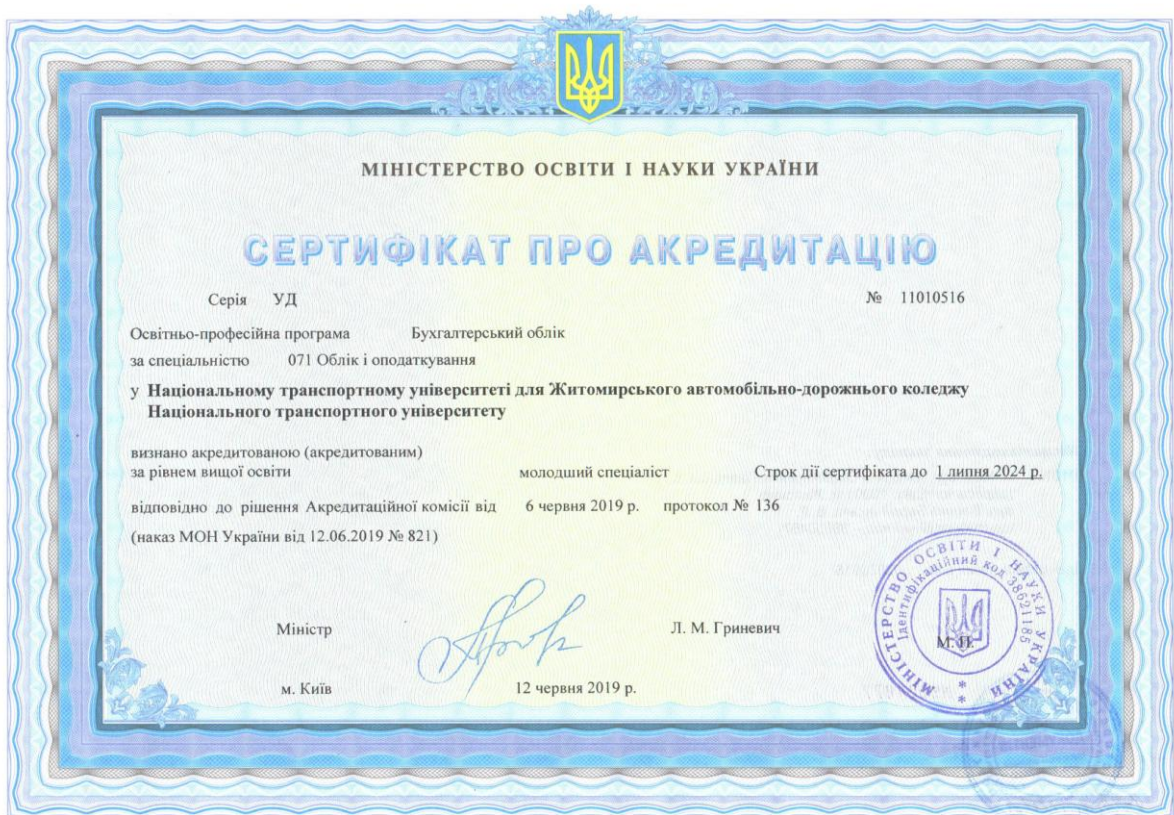 МІНІСТЕРСТВО ОСВІТИ І НАУКИ УКРАЇНИ
СЕРТИФІКАТ ПРО АКРЕДИТАЦІЮ
Серія УД № 11010516
Освітньо-професійна програма Бухгалтерський облік
за спеціальністю 071 Облік і оподаткування
у Національному транспортному університеті для Житомирського автомобільно-дорожнього коледжу
Національного транспортного університету
визнано акредитованою (акредитованим)
за рівнем вищої освіти молодший спеціаліст Строк дії сертифіката до 1 липня 2024 р.
відповідно до рішення Акредитаційної комісії від 6 червня 2019 р. протокол № 136
(наказ МОН України від 12.06.2019 № 821)
Міністр Л. М. Гриневич
м. Київ 12 червня 2019 р.
МІНІСТЕРСТВО ОСВІТИ І НАУКИ УКРАЇНИ
Ідентифікаційний код 38621185
М. П.